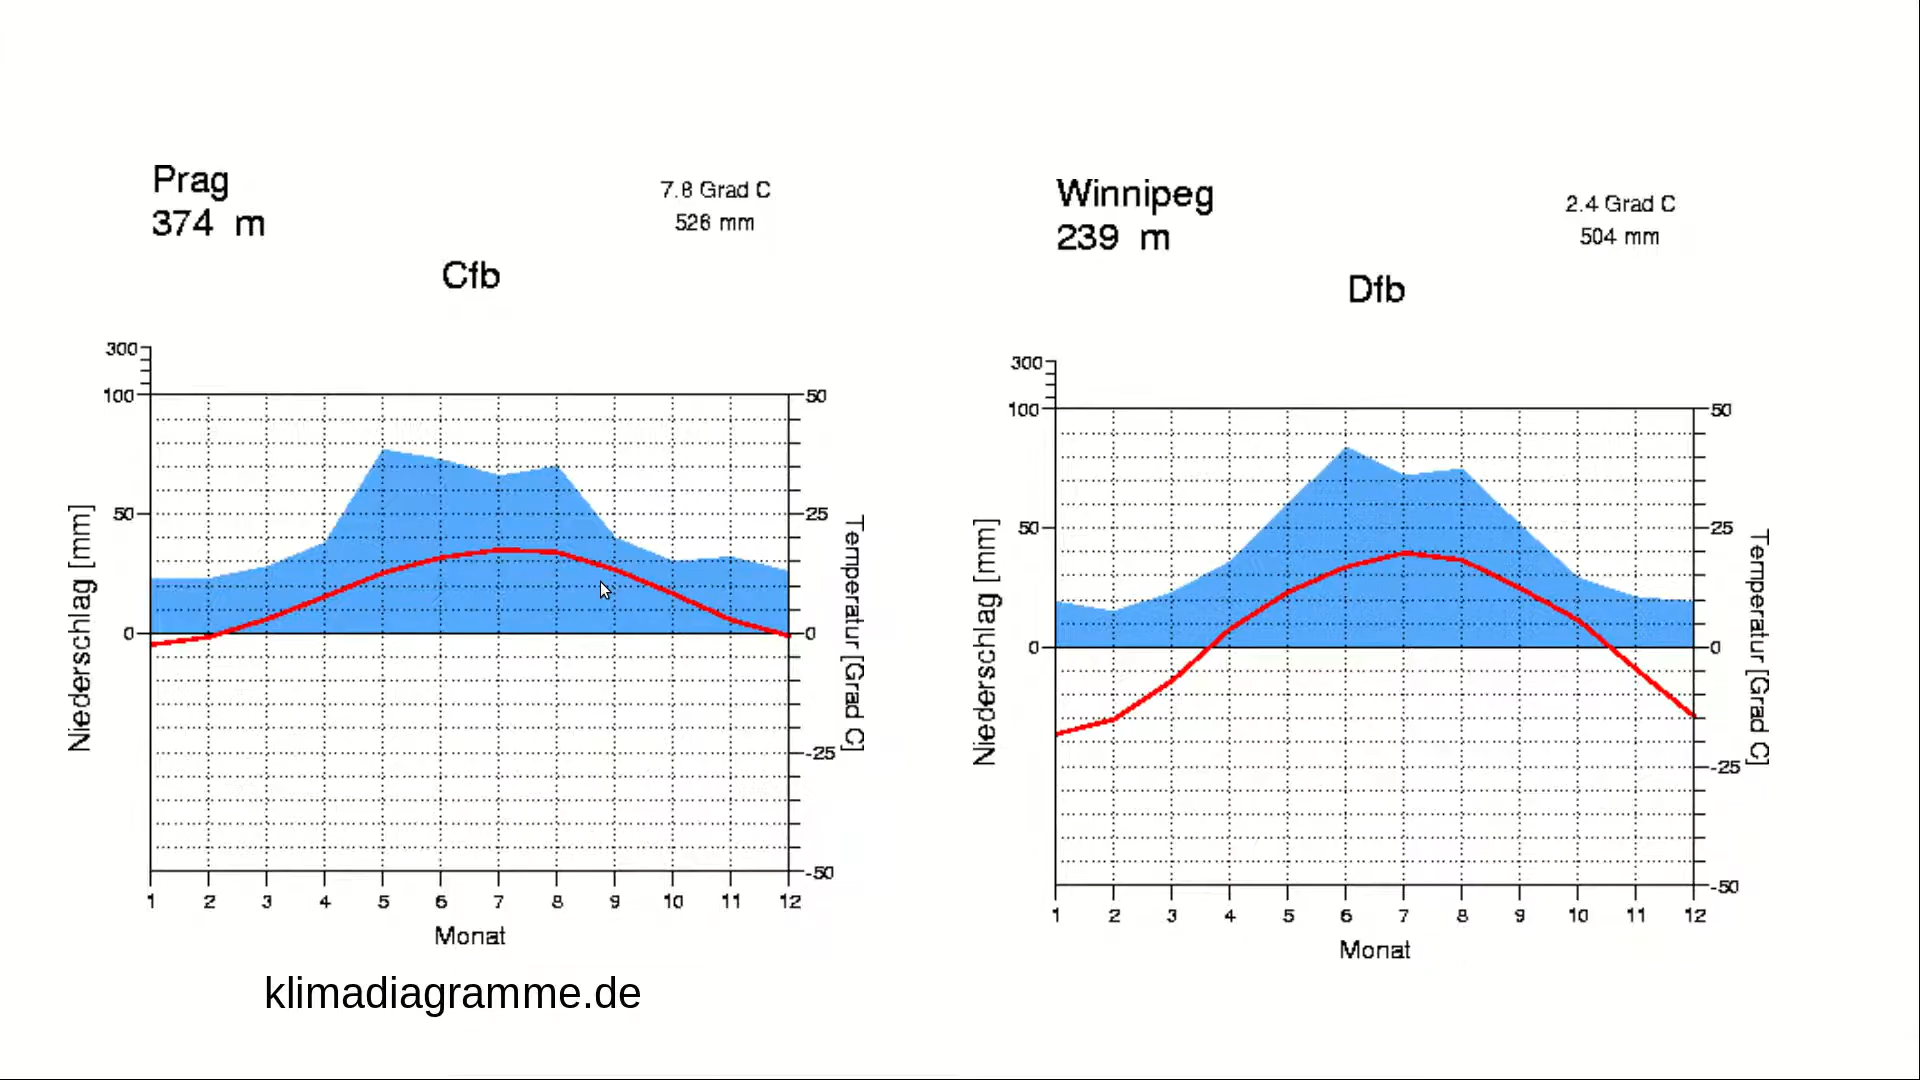 Prag
374 m
7.8 Grad C
526 mm
Cfb
300
100
50
0
50
25
0
-25
-50
Niederschlag [mm]
Temperatur [Grad C]
1 2 3 4 5 6 7 8 9 10 11 12
Monat
klimadiagramme.de
Winnipeg
239 m
2.4 Grad C
504 mm
Dfb
300
100
50
0
50
25
0
-25
-50
Niederschlag [mm]
Temperatur [Grad C]
1 2 3 4 5 6 7 8 9 10 11 12
Monat